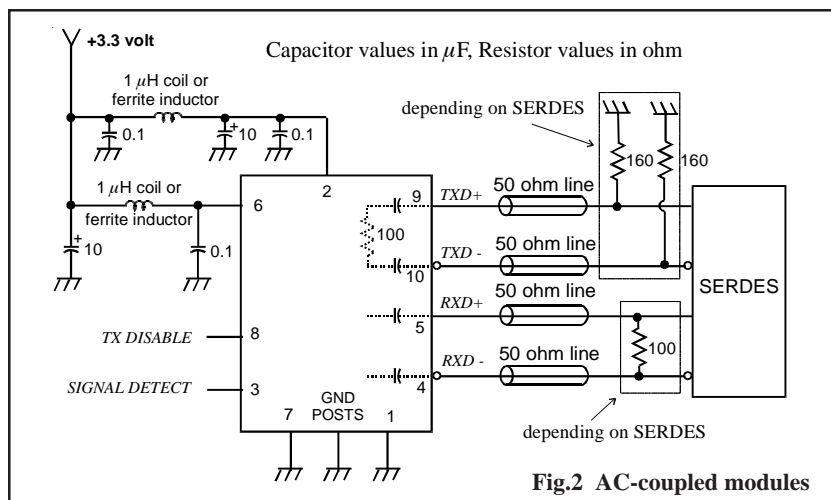 +3.3 volt
Capacitor values in μF, Resistor values in ohm
1 μH coil or
ferrite inductor
depending on SERDES
0.1
+
10
0.1
160
160
2
1 μH coil or
ferrite inductor
6
9
TXD+
50 ohm line
100
+
10
0.1
10
TXD -
50 ohm line
SERDES
RXD+
50 ohm line
5
TX DISABLE
8
100
RXD -
50 ohm line
SIGNAL DETECT
3
4
GND
POSTS
7
1
depending on SERDES
Fig.2 AC-coupled modules